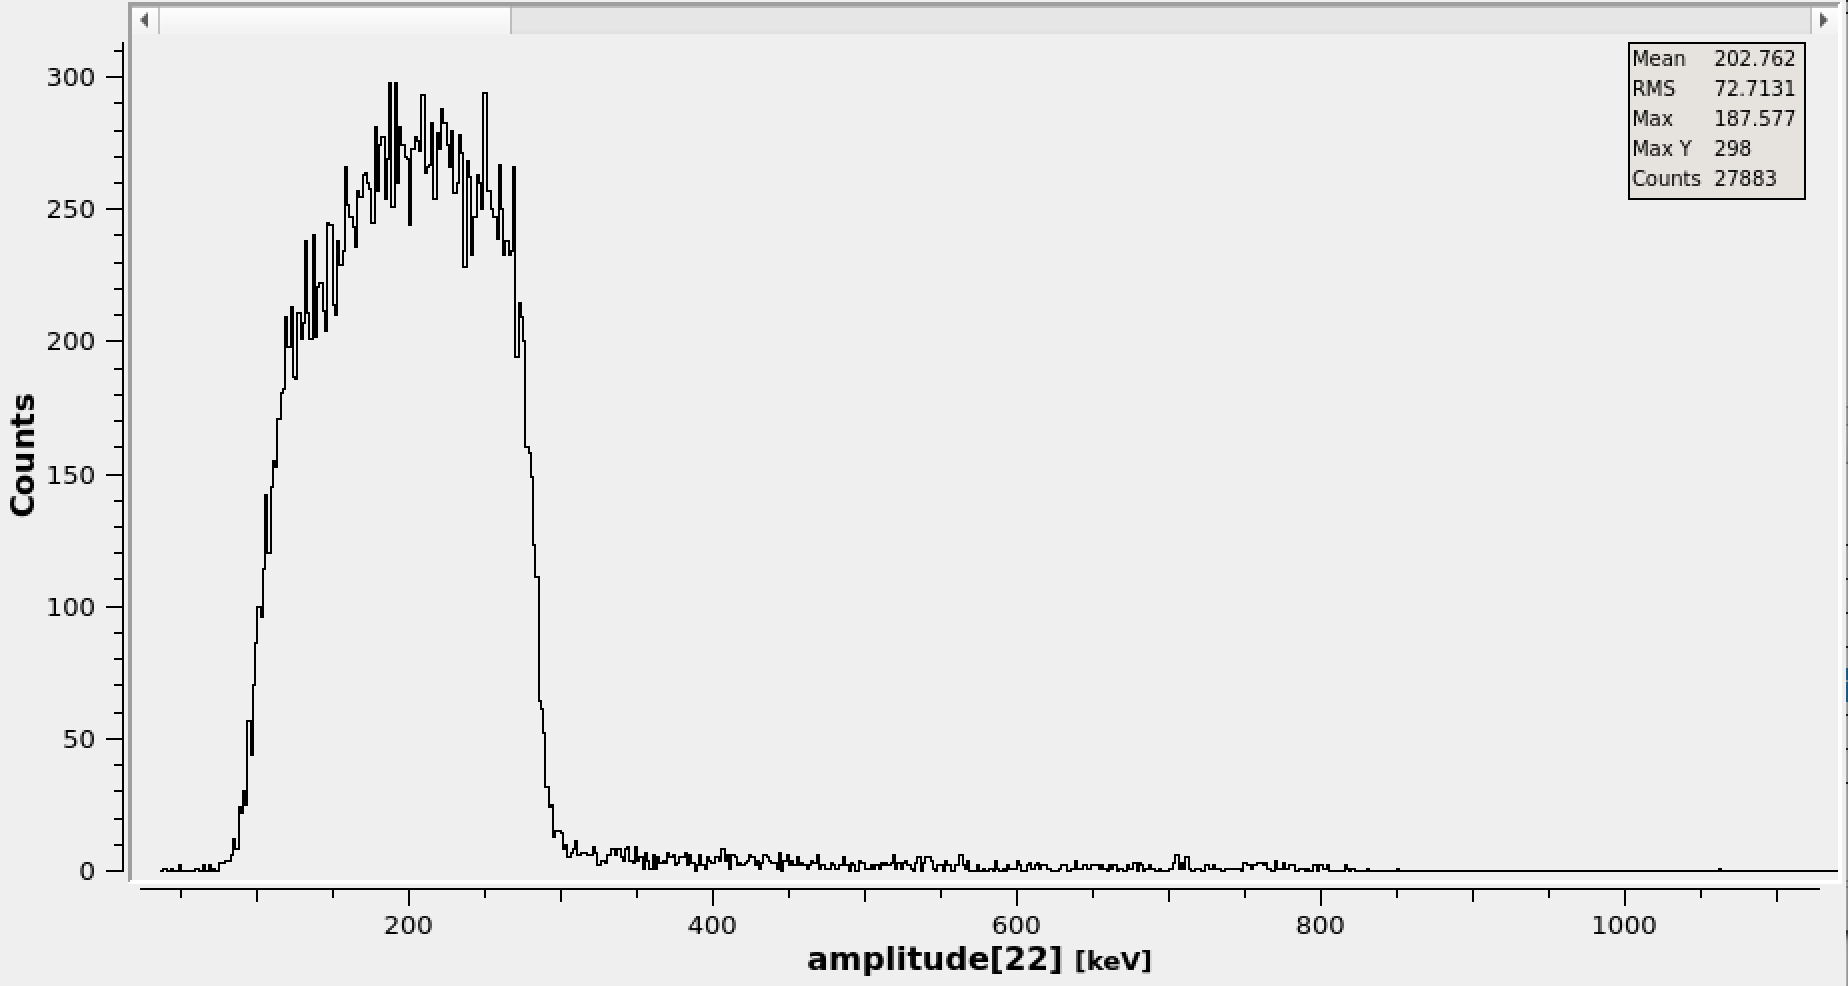 Mean 202.762
RMS 72.7131
Max 187.577
Max Y 298
Counts 27883
300
250
200
150
100
50
0
Counts
200 400 600 800 1000
amplitude[22] [keV]